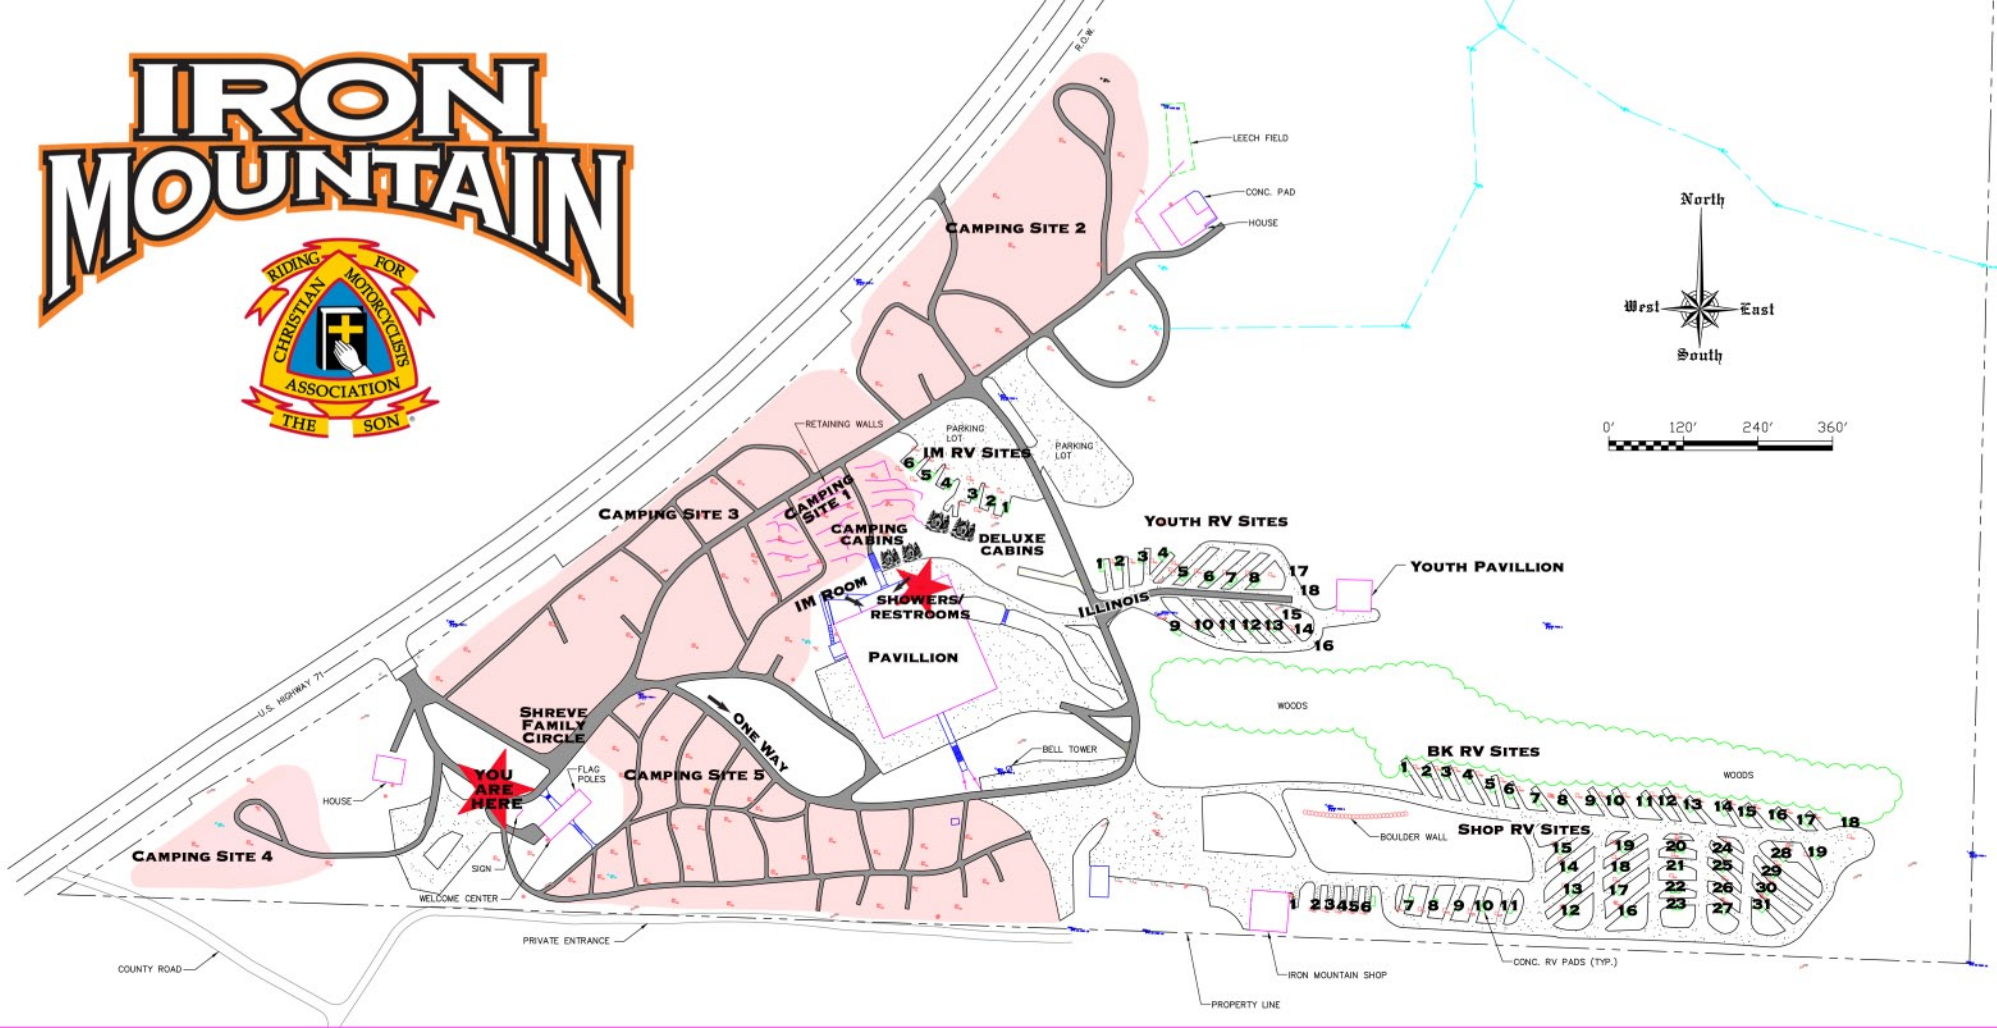 IRON
MOUNTAIN
RIDING FOR
CHRISTIAN
MOTORCYCLISTS
ASSOCIATION
THE SON
R.O.W.
LEECH FIELD
CONC. PAD
HOUSE
CAMPING SITE 2
North
West
East
South
0' 120' 240' 360'
RETAINING WALLS
PARKING
LOT
PARKING
LOT
IM RV SITES
6 5 4 3 2 1
CAMPING SITE 3
CAMPING
SITE 1
CAMPING
CABINS
DELUXE
CABINS
YOUTH RV SITES
1 2 3 4
5 6 7 8
17
18
YOUTH PAVILLION
IM ROOM
SHOWERS/
RESTROOMS
ILLINOIS
9 10 11 12 13 15
14
16
PAVILLION
U.S. HIGHWAY 71
WOODS
SHREVE
FAMILY
CIRCLE
ONE WAY
BELL TOWER
BK RV SITES
1 2 3 4 5 6 7 8 9 10 11 12 13 14 15 16 17 18
19
WOODS
YOU
ARE
HERE
FLAG
POLES
CAMPING SITE 5
HOUSE
BOULDER WALL
SHOP RV SITES
15 19 20 24 28
14 18 21 25 29
13 17 22 26 30
12 16 23 27 31
CAMPING SITE 4
SIGN
WELCOME CENTER
1 2 3 4 5 6 7 8 9 10 11
PRIVATE ENTRANCE
COUNTY ROAD
CONC. RV PADS (TYP.)
IRON MOUNTAIN SHOP
PROPERTY LINE